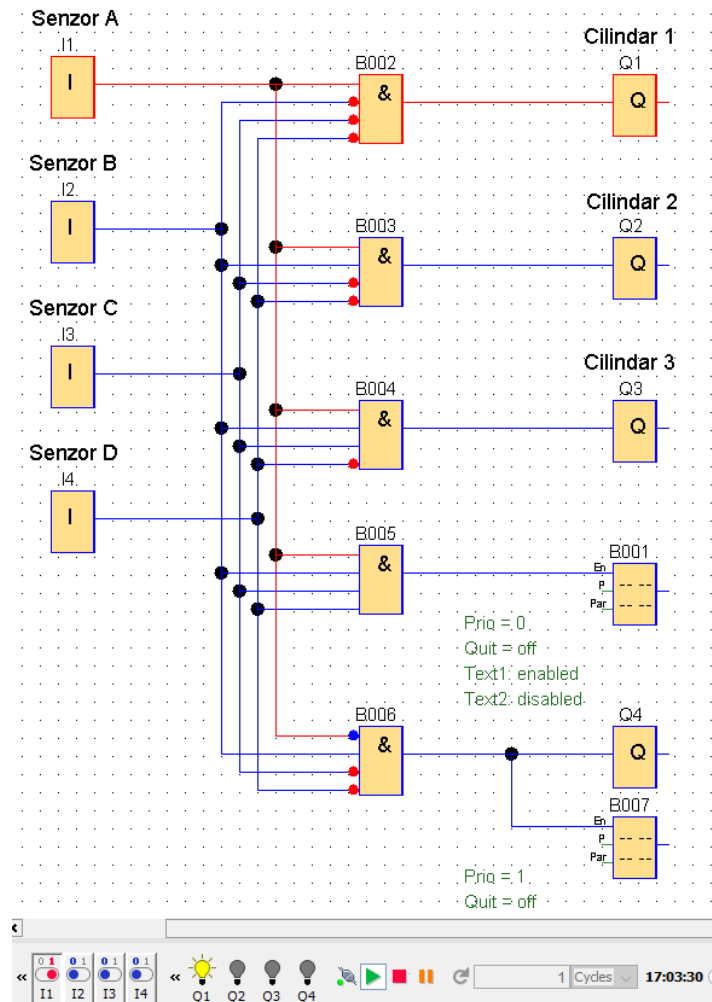 Senzor A
I1
I
B002
&
Cilindar 1
Q1
Q
Senzor B
I2
I
B003
&
Cilindar 2
Q2
Q
Senzor C
I3
I
B004
&
Cilindar 3
Q3
Q
Senzor D
I4
I
B005
&
B001
En
P
Par
Prio = 0
Quit = off
Text1: enabled
Text2: disabled
B006
&
Q4
Q
B007
En
P
Par
Prio = 1
Quit = off
« 0 1 0 1 0 1 0 1 «
I1 I2 I3 I4 Q1 Q2 Q3 Q4 1 Cycles 17:03:30